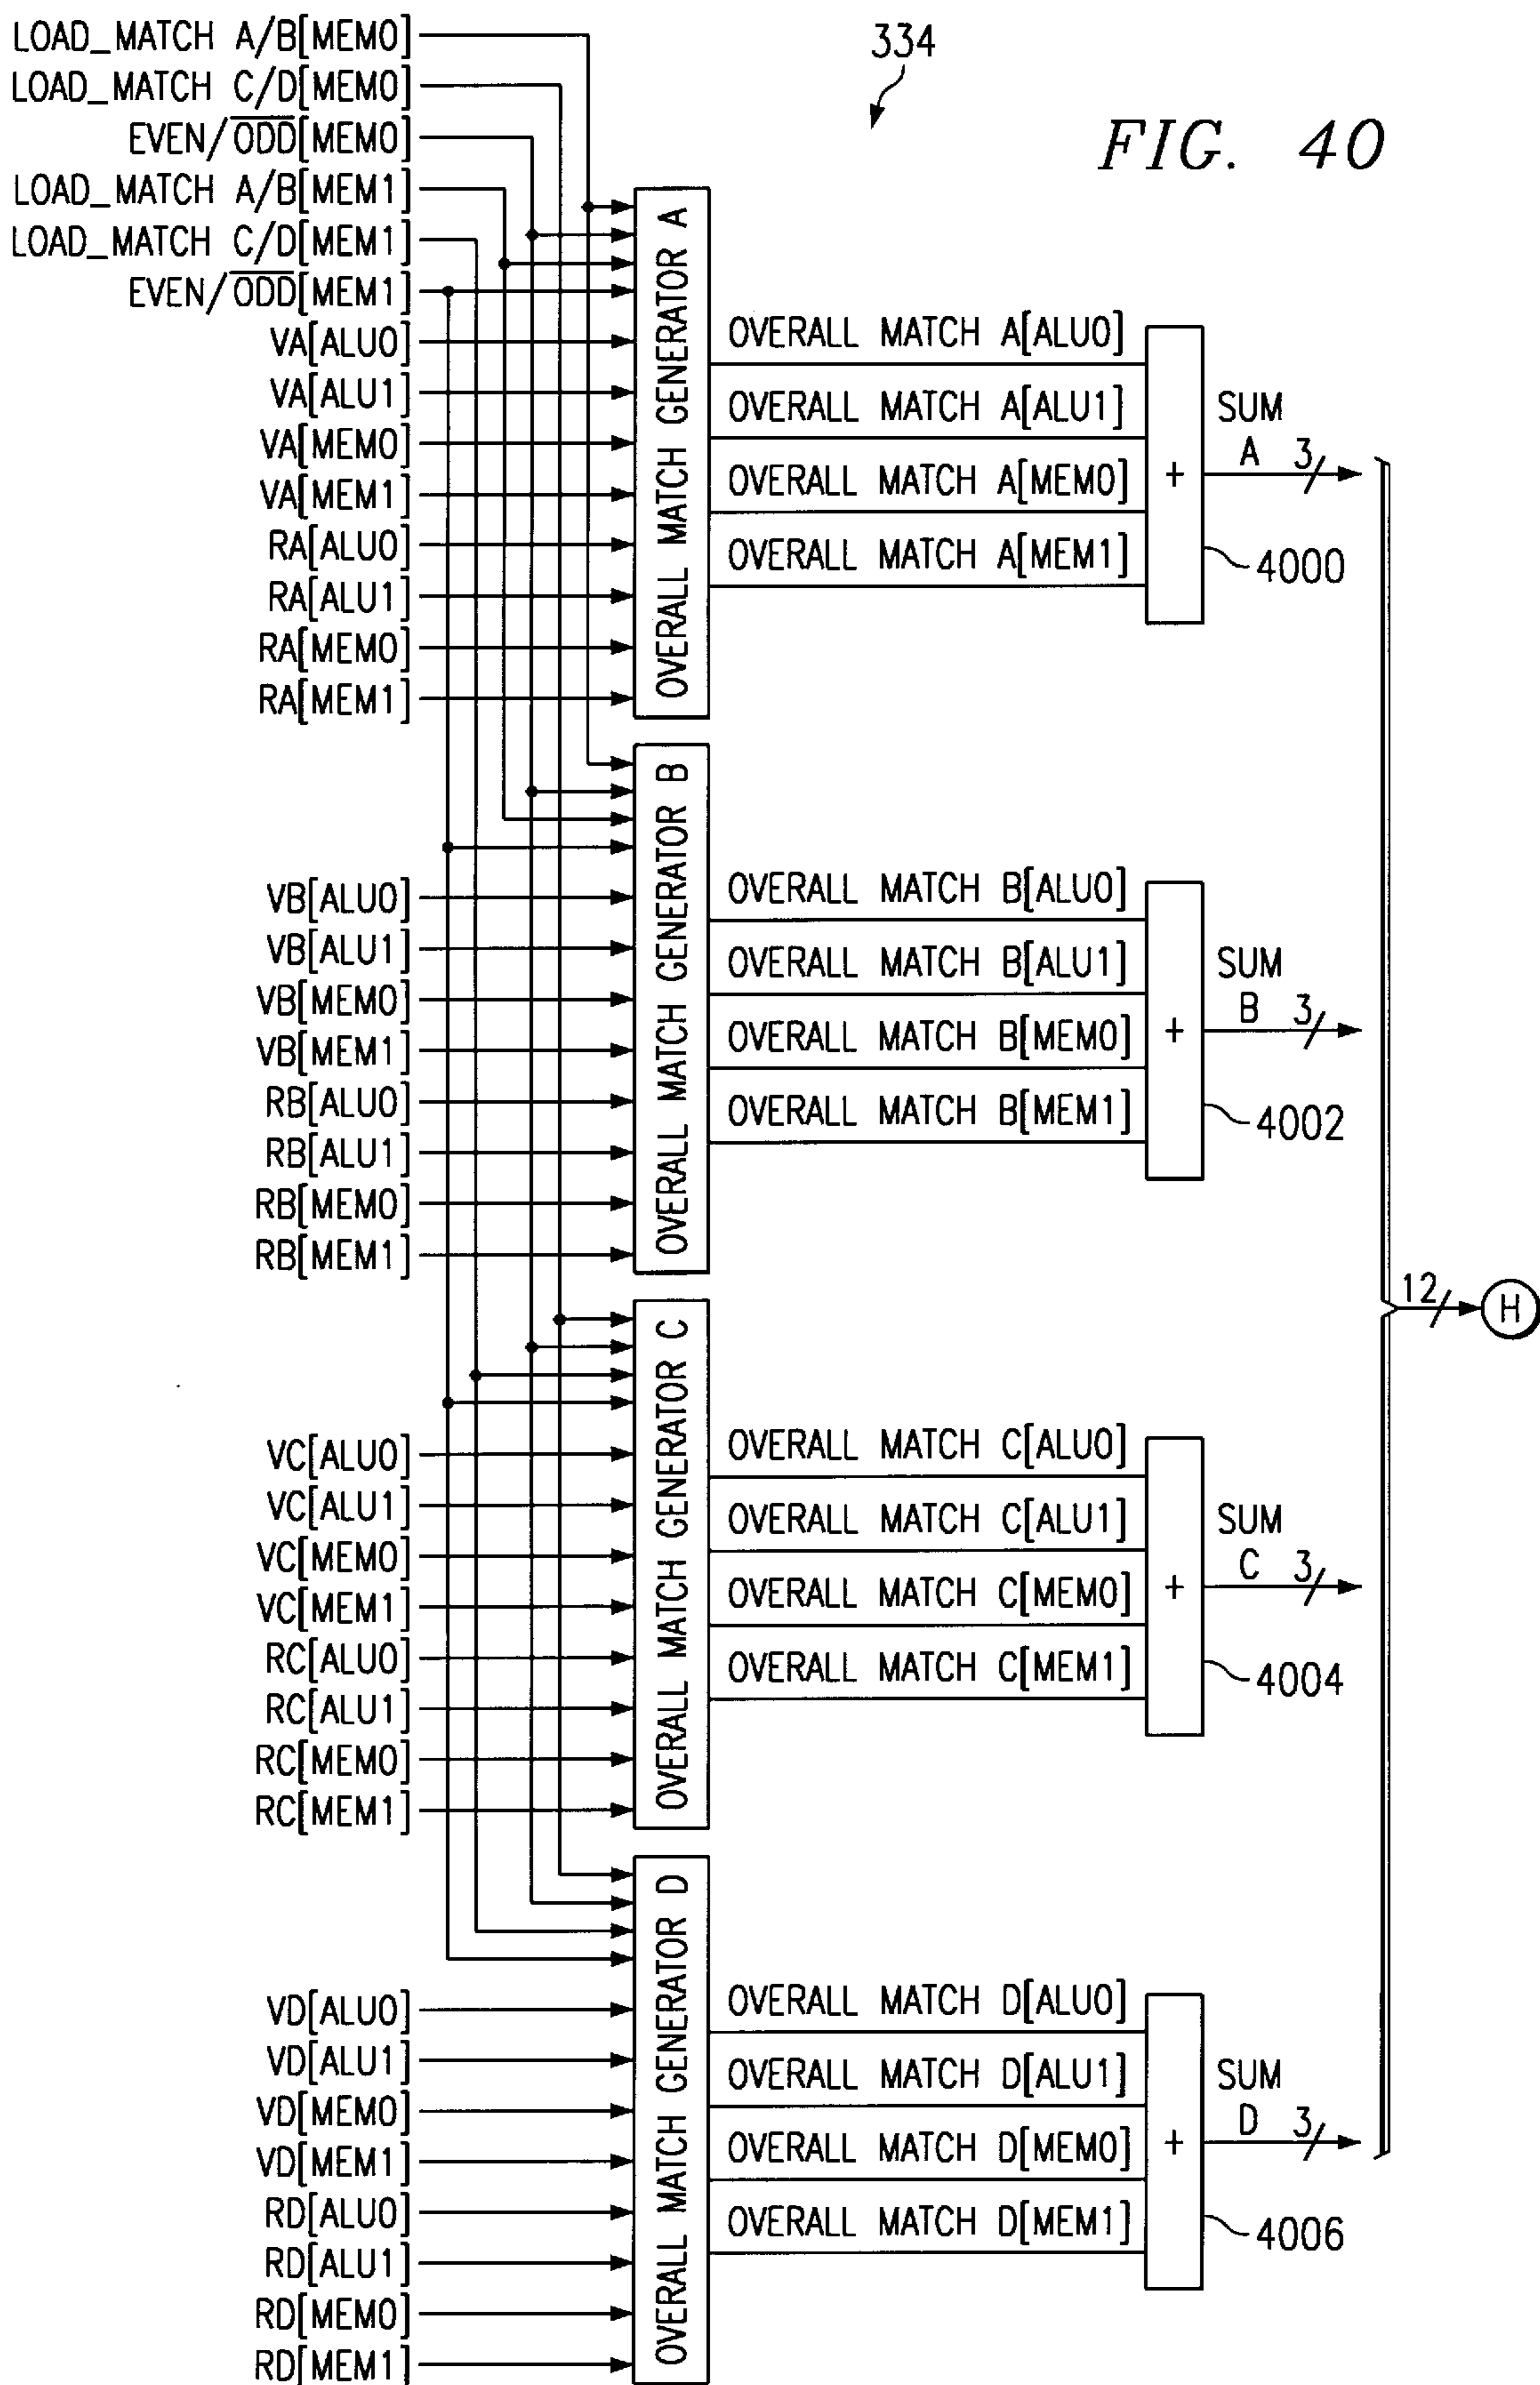 334
FIG. 40
LOAD_MATCH A/B[MEM0]
LOAD_MATCH C/D[MEM0]
EVEN/O̅D̅D̅[MEM0]
LOAD_MATCH A/B[MEM1]
LOAD_MATCH C/D[MEM1]
EVEN/O̅D̅D̅[MEM1]
VA[ALU0]
VA[ALU1]
VA[MEM0]
VA[MEM1]
RA[ALU0]
RA[ALU1]
RA[MEM0]
RA[MEM1]
OVERALL MATCH GENERATOR A
OVERALL MATCH A[ALU0]
OVERALL MATCH A[ALU1]
OVERALL MATCH A[MEM0]
OVERALL MATCH A[MEM1]
+
SUM
A 3
4000
VB[ALU0]
VB[ALU1]
VB[MEM0]
VB[MEM1]
RB[ALU0]
RB[ALU1]
RB[MEM0]
RB[MEM1]
OVERALL MATCH GENERATOR B
OVERALL MATCH B[ALU0]
OVERALL MATCH B[ALU1]
OVERALL MATCH B[MEM0]
OVERALL MATCH B[MEM1]
+
SUM
B 3
4002
12
H
VC[ALU0]
VC[ALU1]
VC[MEM0]
VC[MEM1]
RC[ALU0]
RC[ALU1]
RC[MEM0]
RC[MEM1]
OVERALL MATCH GENERATOR C
OVERALL MATCH C[ALU0]
OVERALL MATCH C[ALU1]
OVERALL MATCH C[MEM0]
OVERALL MATCH C[MEM1]
+
SUM
C 3
4004
VD[ALU0]
VD[ALU1]
VD[MEM0]
VD[MEM1]
RD[ALU0]
RD[ALU1]
RD[MEM0]
RD[MEM1]
OVERALL MATCH GENERATOR D
OVERALL MATCH D[ALU0]
OVERALL MATCH D[ALU1]
OVERALL MATCH D[MEM0]
OVERALL MATCH D[MEM1]
+
SUM
D 3
4006